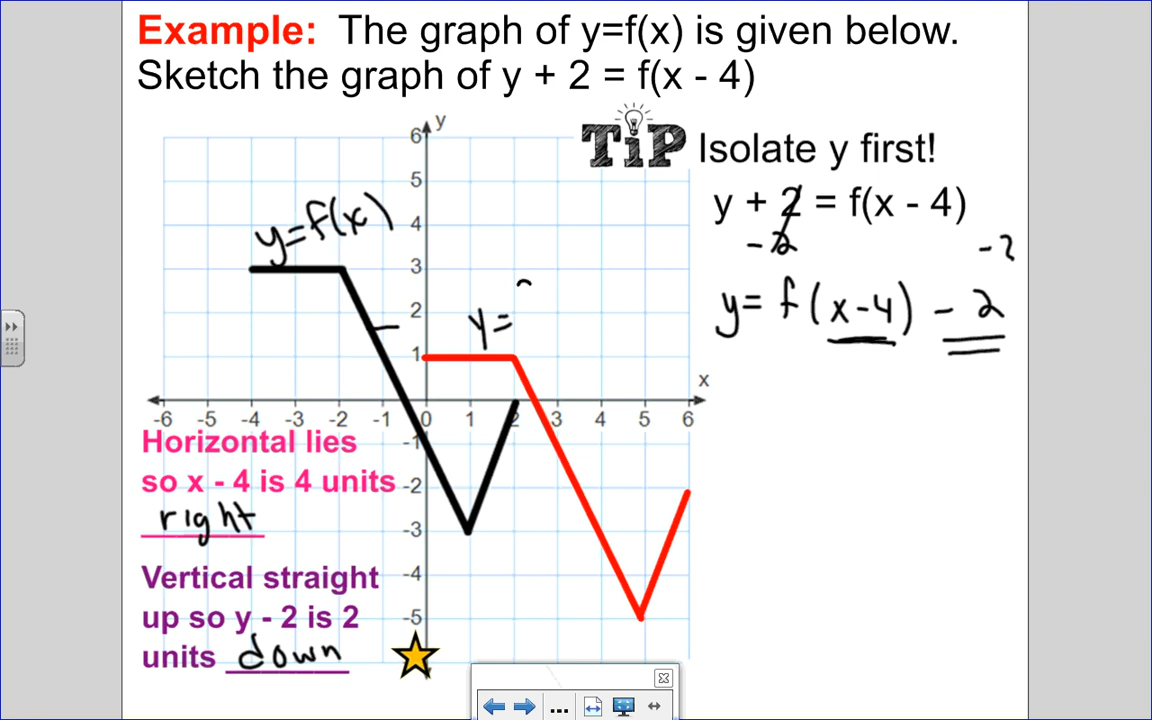 Example: The graph of y=f(x) is given below.
Sketch the graph of y + 2 = f(x - 4)
TiP Isolate y first!
y + 2 = f(x - 4)
-2 -2
y= f(x-4) - 2
y=f(x)
y=
y
6
5
4
3
2
1
x
-6 -5 -4 -3 -2 -1 0 1 2 3 4 5 6
-1
-2
-3
-4
-5
Horizontal lies
so x - 4 is 4 units
right
Vertical straight
up so y - 2 is 2
units down
...